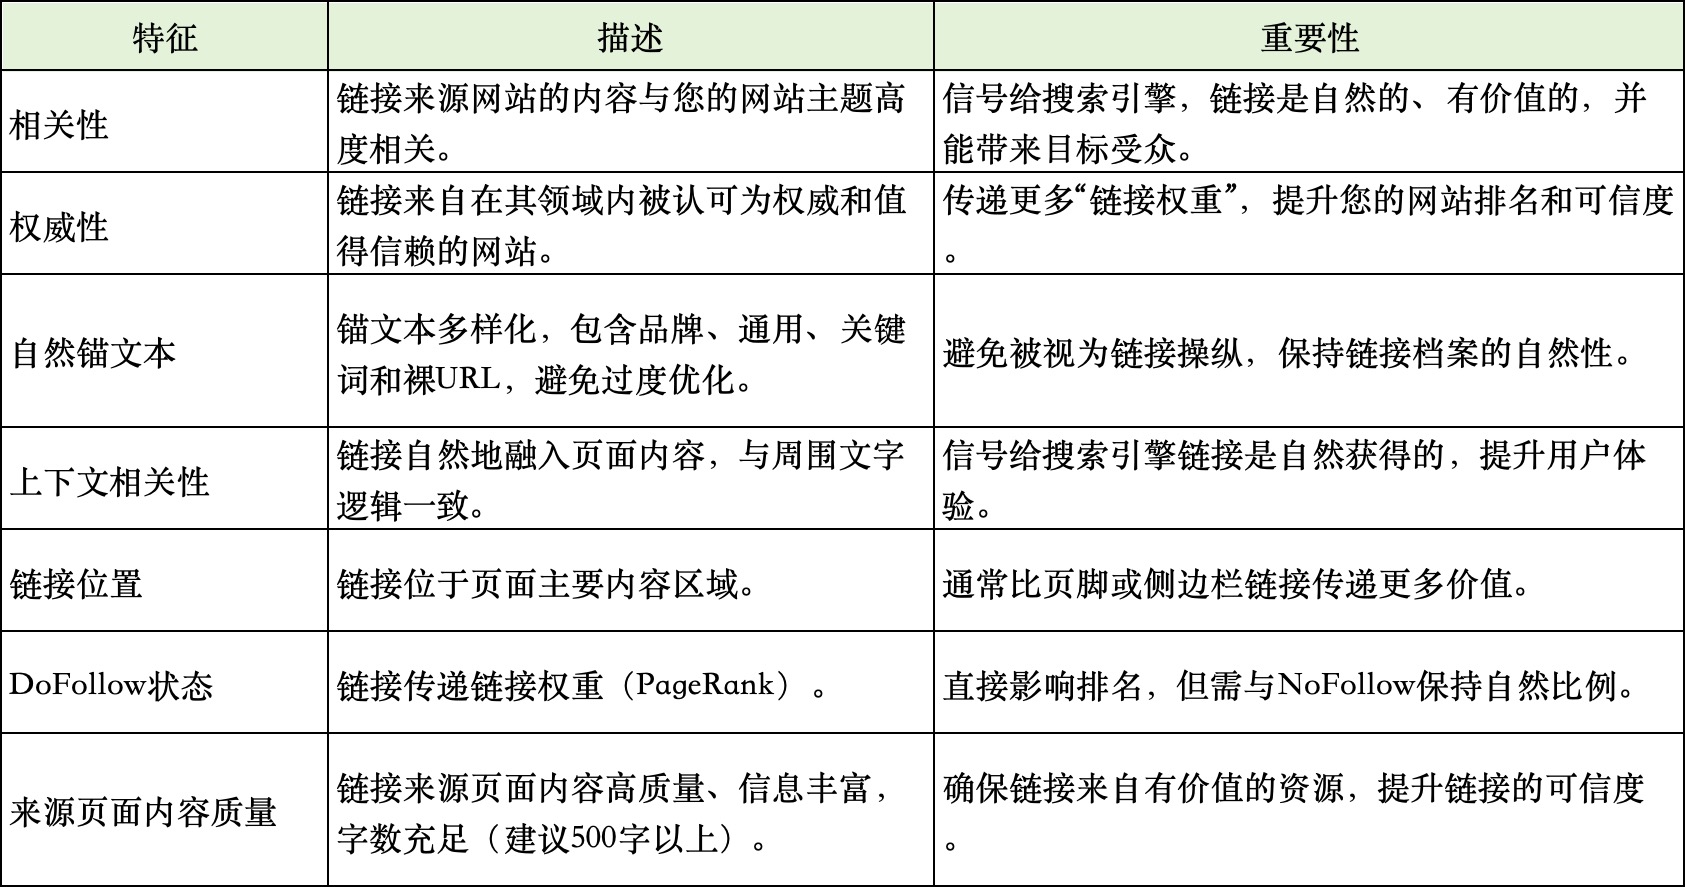 特征
描述
重要性
相关性
链接来源网站的内容与您的网站主题高
度相关。
信号给搜索引擎，链接是自然的、有价值的，并
能带来目标受众。
权威性
链接来自在其领域内被认可为权威和值
得信赖的网站。
传递更多“链接权重”，提升您的网站排名和可信度
。
自然锚文本
锚文本多样化，包含品牌、通用、关键
词和裸URL，避免过度优化。
避免被视为链接操纵，保持链接档案的自然性。
上下文相关性
链接自然地融入页面内容，与周围文字
逻辑一致。
信号给搜索引擎链接是自然获得的，提升用户体
验。
链接位置
链接位于页面主要内容区域。
通常比页脚或侧边栏链接传递更多价值。
DoFollow状态
链接传递链接权重（PageRank）。
直接影响排名，但需与NoFollow保持自然比例。
来源页面内容质量
链接来源页面内容高质量、信息丰富，
字数充足（建议500字以上）。
确保链接来自有价值的资源，提升链接的可信度
。